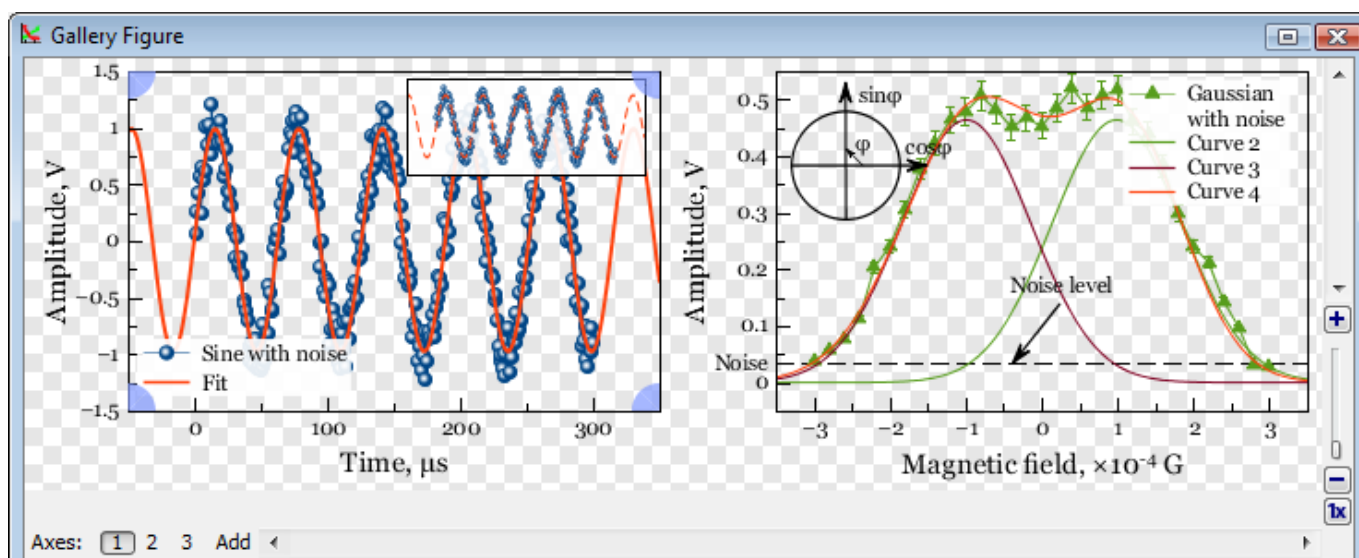 Gallery Figure
1.5
1
0.5
0
−0.5
−1
−1.5
Amplitude, V
Sine with noise
Fit
0
100
200
300
Time, μs
0.5
0.4
0.3
0.2
0.1
Noise
0
Amplitude, V
sinφ
cosφ
φ
Gaussian
with noise
Curve 2
Curve 3
Curve 4
Noise level
−3
−2
−1
0
1
2
3
Magnetic field, ×10⁻⁴ G
1x
Axes: 1 2 3 Add